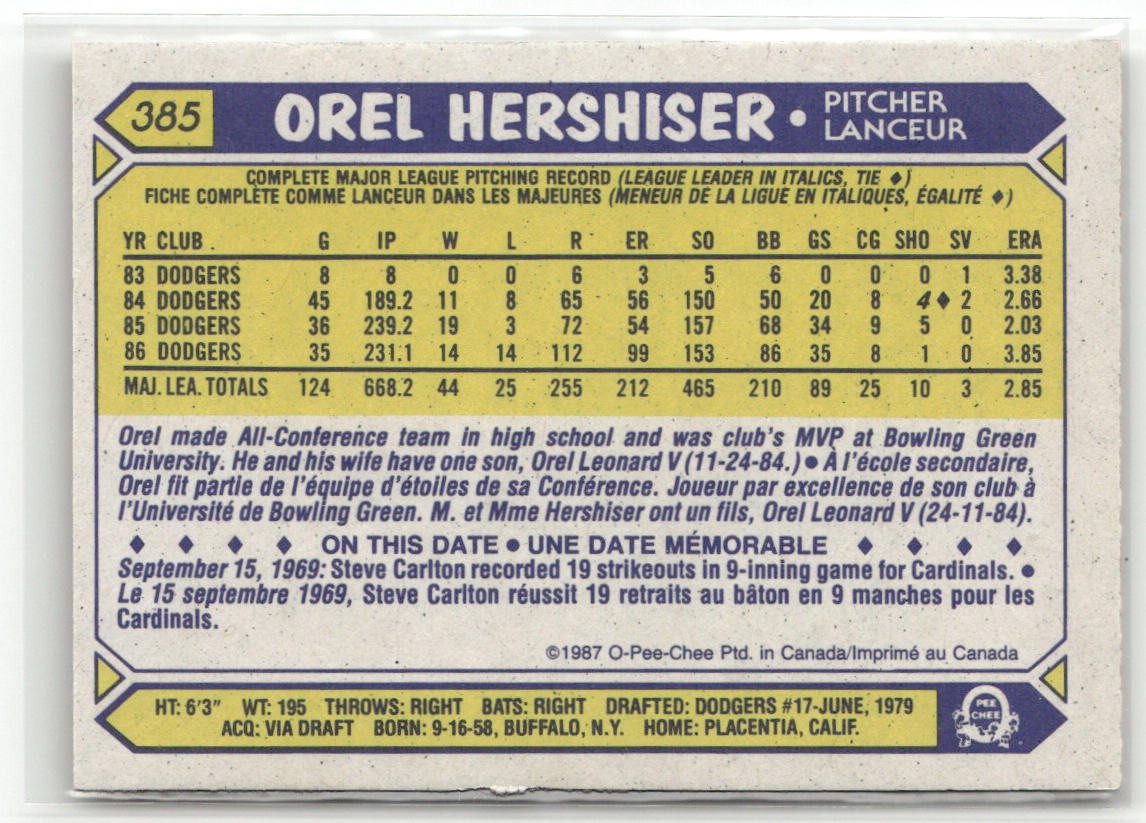 385 OREL HERSHISER • PITCHER
LANCEUR
COMPLETE MAJOR LEAGUE PITCHING RECORD (LEAGUE LEADER IN ITALICS, TIE ♦)
FICHE COMPLÈTE COMME LANCEUR DANS LES MAJEURES (MENEUR DE LA LIGUE EN ITALIQUES, ÉGALITÉ ♦)
YR CLUB G IP W L R ER SO BB GS CG SHO SV ERA
83 DODGERS 8 8 0 0 6 3 5 6 0 0 0 1 3.38
84 DODGERS 45 189.2 11 8 65 56 150 50 20 8 4♦ 2 2.66
85 DODGERS 36 239.2 19 3 72 54 157 68 34 9 5 0 2.03
86 DODGERS 35 231.1 14 14 112 99 153 86 35 8 1 0 3.85
MAJ. LEA. TOTALS 124 668.2 44 25 255 212 465 210 89 25 10 3 2.85
Orel made All-Conference team in high school and was club's MVP at Bowling Green
University. He and his wife have one son, Orel Leonard V (11-24-84.) • À l'école secondaire,
Orel fit partie de l'équipe d'étoiles de sa Conférence. Joueur par excellence de son club à
l'Université de Bowling Green. M. et Mme Hershiser ont un fils, Orel Leonard V (24-11-84).
♦ ♦ ♦ ♦ ON THIS DATE • UNE DATE MÉMORABLE ♦ ♦ ♦ ♦
September 15, 1969: Steve Carlton recorded 19 strikeouts in 9-inning game for Cardinals. •
Le 15 septembre 1969, Steve Carlton réussit 19 retraits au bâton en 9 manches pour les
Cardinals.
©1987 O-Pee-Chee Ptd. in Canada/Imprimé au Canada
HT: 6'3" WT: 195 THROWS: RIGHT BATS: RIGHT DRAFTED: DODGERS #17-JUNE, 1979
ACQ: VIA DRAFT BORN: 9-16-58, BUFFALO, N.Y. HOME: PLACENTIA, CALIF.
O
PEE
CHEE